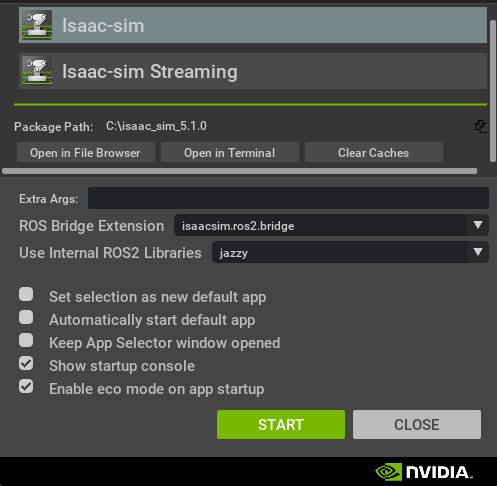 Isaac-sim
Isaac-sim Streaming
Package Path: C:\isaac_sim_5.1.0
Open in File Browser Open in Terminal Clear Caches
Extra Args:
ROS Bridge Extension isaacsim.ros2.bridge
Use Internal ROS2 Libraries jazzy
Set selection as new default app
Automatically start default app
Keep App Selector window opened
Show startup console
Enable eco mode on app startup
START CLOSE
NVIDIA.